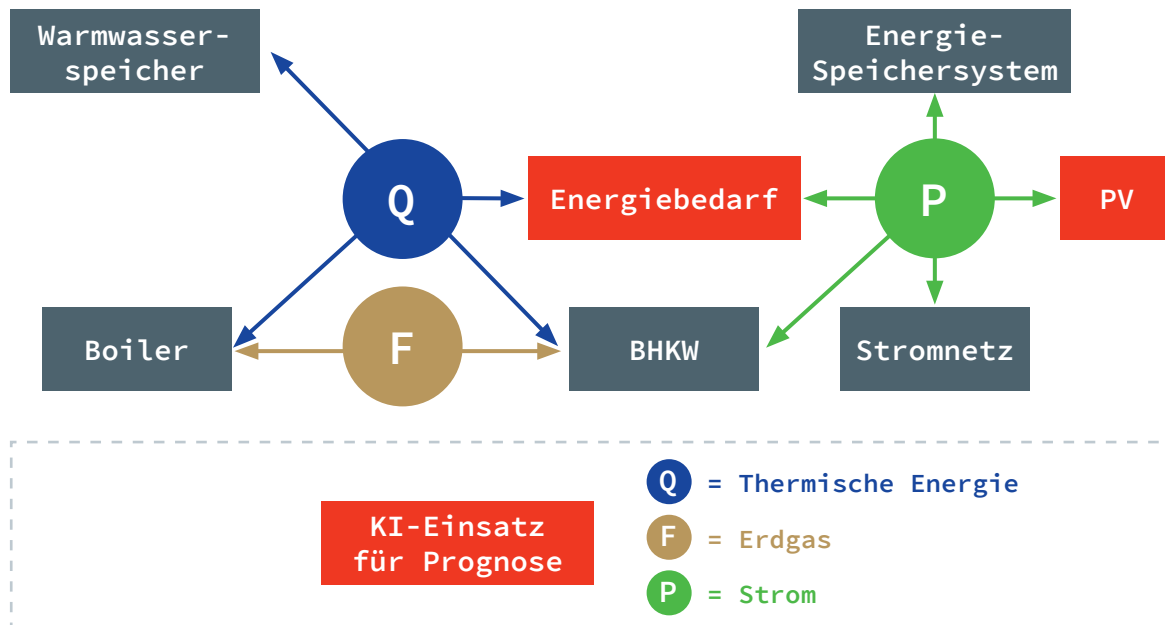 Warmwasser-
speicher
Energie-
Speichersystem
Q
Energiebedarf
P
PV
Boiler
F
BHKW
Stromnetz
KI-Einsatz
für Prognose
Q = Thermische Energie
F = Erdgas
P = Strom